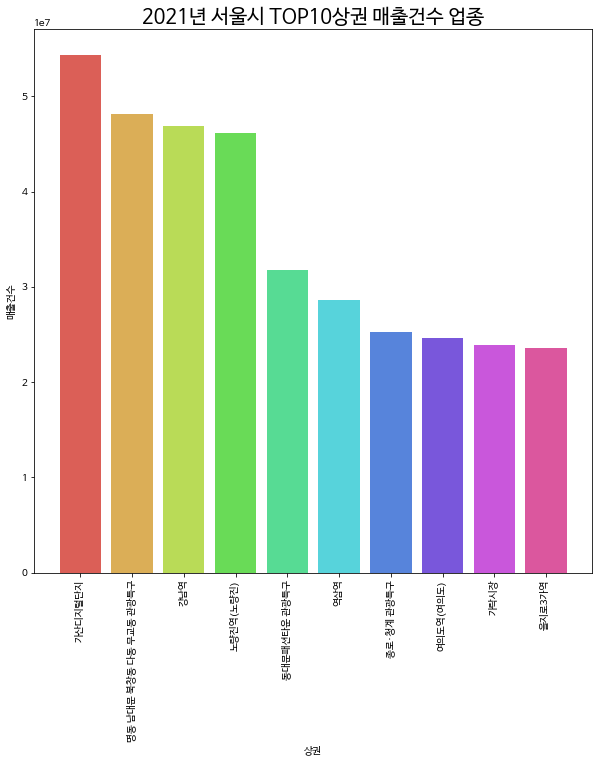 2021년 서울시 TOP10상권 매출건수 업종
1e7
5
4
3
2
1
0
매출건수
가산디지털단지
명동 남대문 북창동 다동 무교동 관광특구
강남역
노량진역(노량진)
동대문패션타운 관광특구
역삼역
종로·청계 관광특구
여의도역(여의도)
가락시장
을지로3가역
상권